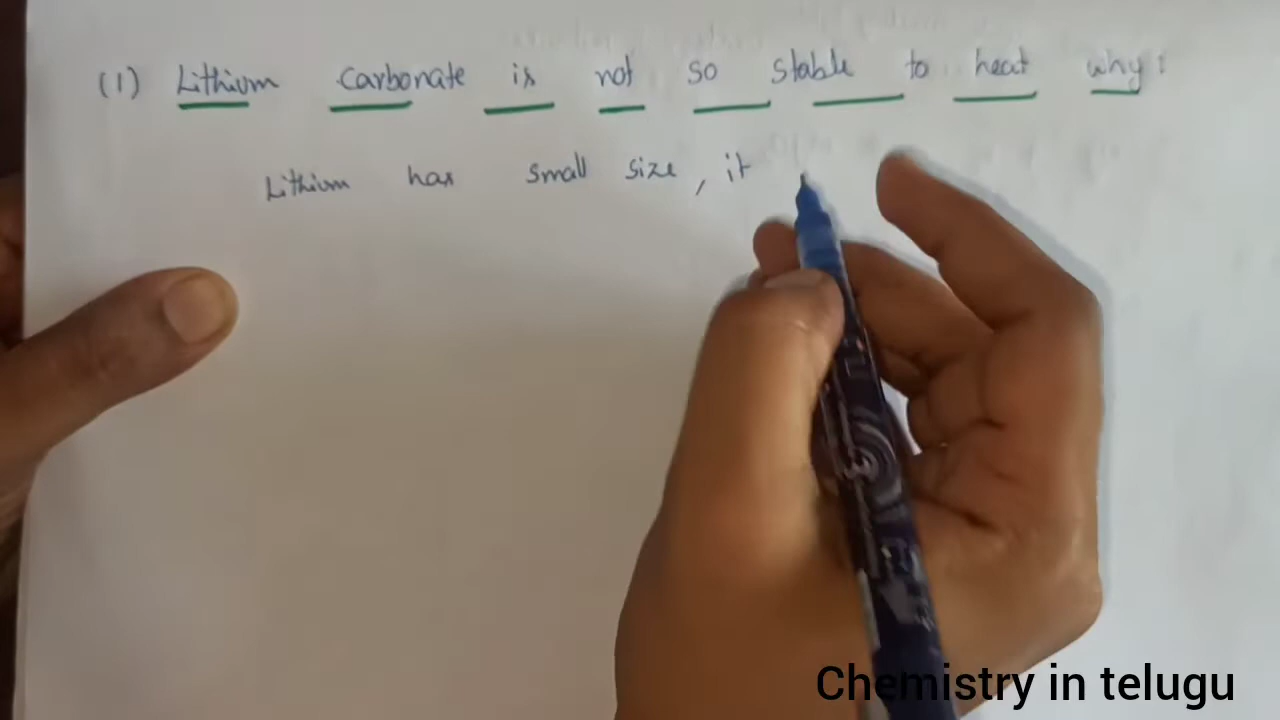 (1) Lithium carbonate is not so stable to heat why?
Lithium has small size, it
Chemistry in telugu